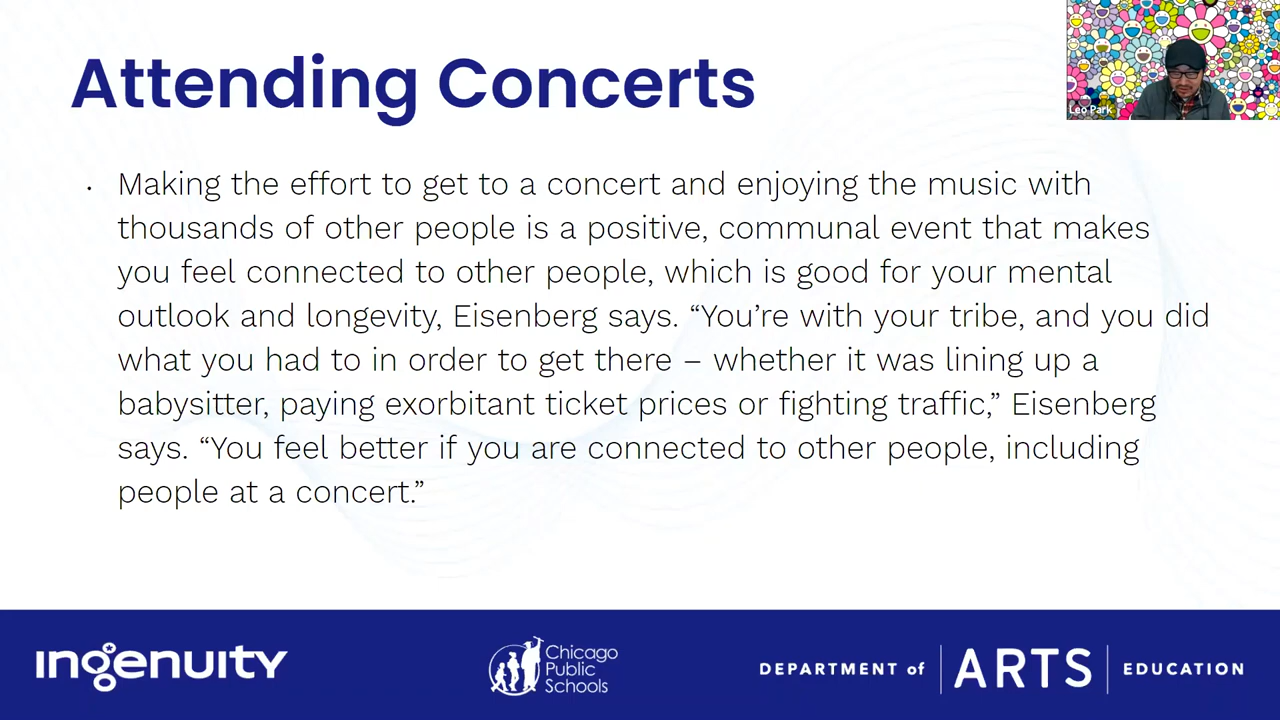 Attending Concerts
Leo Park
· Making the effort to get to a concert and enjoying the music with
thousands of other people is a positive, communal event that makes
you feel connected to other people, which is good for your mental
outlook and longevity, Eisenberg says. “You’re with your tribe, and you did
what you had to in order to get there – whether it was lining up a
babysitter, paying exorbitant ticket prices or fighting traffic,” Eisenberg
says. “You feel better if you are connected to other people, including
people at a concert.”
ingenuity
Chicago
Public
Schools
DEPARTMENT of | ARTS | EDUCATION